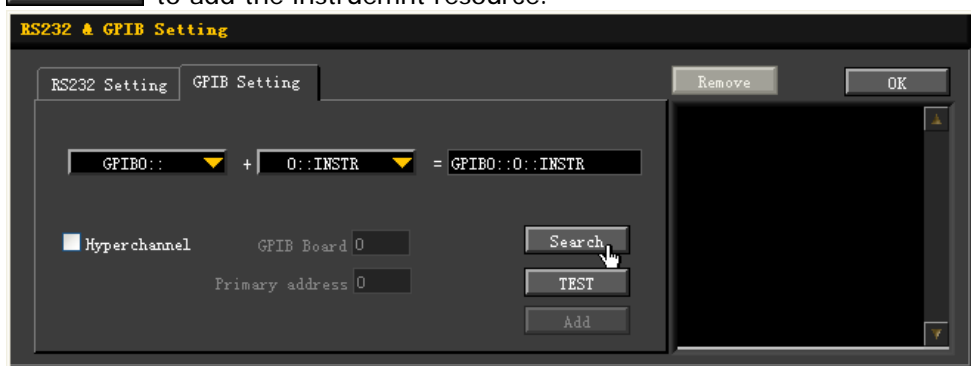 to add the instruemnt resource.
RS232 & GPIB Setting
RS232 Setting GPIB Setting Remove OK
GPIB0:: + 0::INSTR = GPIB0::0::INSTR
Hyperchannel GPIB Board 0 Search
Primary address 0 TEST
Add